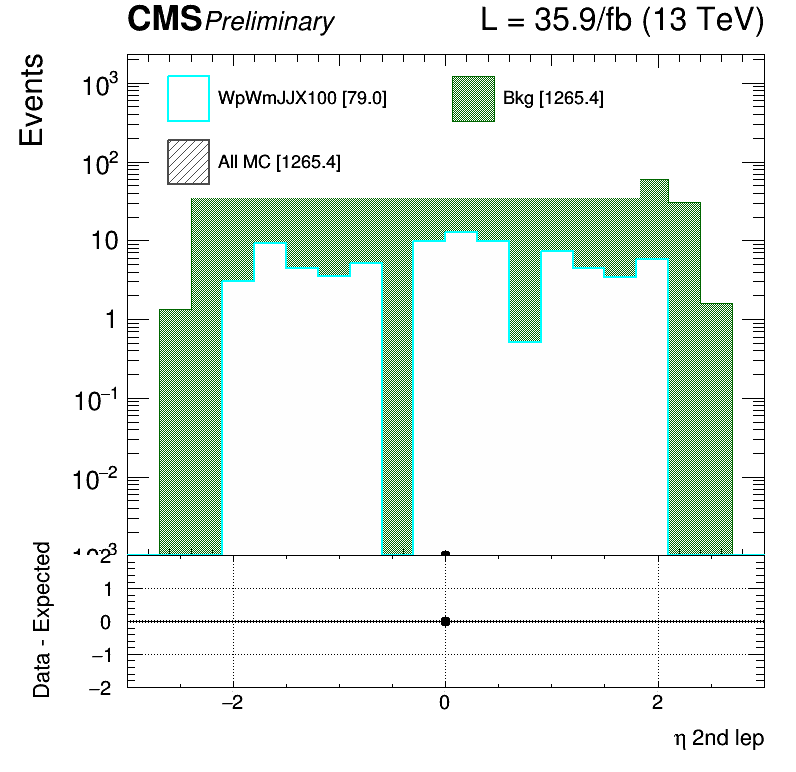 CMS Preliminary L = 35.9/fb (13 TeV)
Events
10³
WpWmJJX100 [79.0]
Bkg [1265.4]
10²
All MC [1265.4]
10
1
10⁻¹
10⁻²
Data - Expected
2
1
0
−1
−2
−2 0 2
η 2nd lep